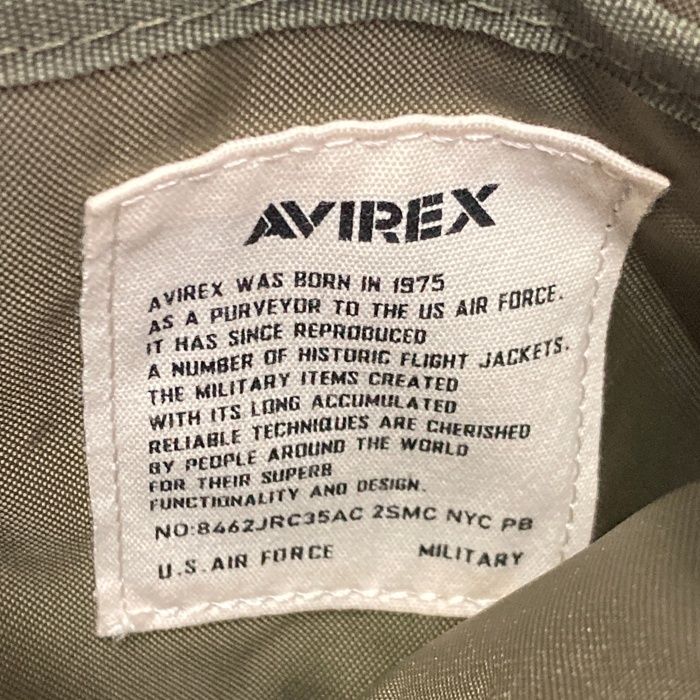 AVIREX
AVIREX WAS BORN IN 1975
AS A PURVEYOR TO THE US AIR FORCE.
IT HAS SINCE REPRODUCED
A NUMBER OF HISTORIC FLIGHT JACKETS.
THE MILITARY ITEMS CREATED
WITH ITS LONG ACCUMULATED
RELIABLE TECHNIQUES ARE CHERISHED
BY PEOPLE AROUND THE WORLD
FOR THEIR SUPERB
FUNCTIONALITY AND DESIGN.
NO:8462JRC35AC 2SMC NYC PB
U.S.AIR FORCE MILITARY